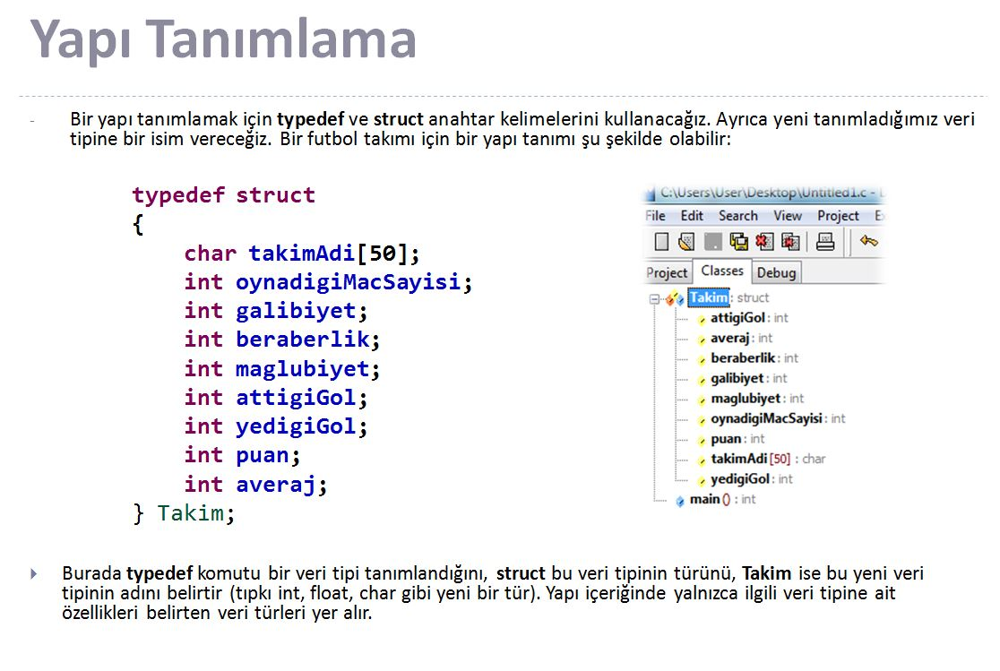 Yapı Tanımlama
- Bir yapı tanımlamak için typedef ve struct anahtar kelimelerini kullanacağız. Ayrıca yeni tanımladığımız veri
tipine bir isim vereceğiz. Bir futbol takımı için bir yapı tanımı şu şekilde olabilir:
typedef struct
{
char takimAdi[50];
int oynadigiMacSayisi;
int galibiyet;
int beraberlik;
int maglubiyet;
int attigiGol;
int yedigiGol;
int puan;
int averaj;
} Takim;
C:\Users\User\Desktop\Untitled1.c -
File Edit Search View Project
Project Classes Debug
Takim : struct
attigiGol : int
averaj : int
beraberlik : int
galibiyet : int
maglubiyet : int
oynadigiMacSayisi : int
puan : int
takimAdi [50] : char
yedigiGol : int
main () : int
Burada typedef komutu bir veri tipi tanımlandığını, struct bu veri tipinin türünü, Takim ise bu yeni veri
tipinin adını belirtir (tıpkı int, float, char gibi yeni bir tür). Yapı içeriğinde yalnızca ilgili veri tipine ait
özellikleri belirten veri türleri yer alır.